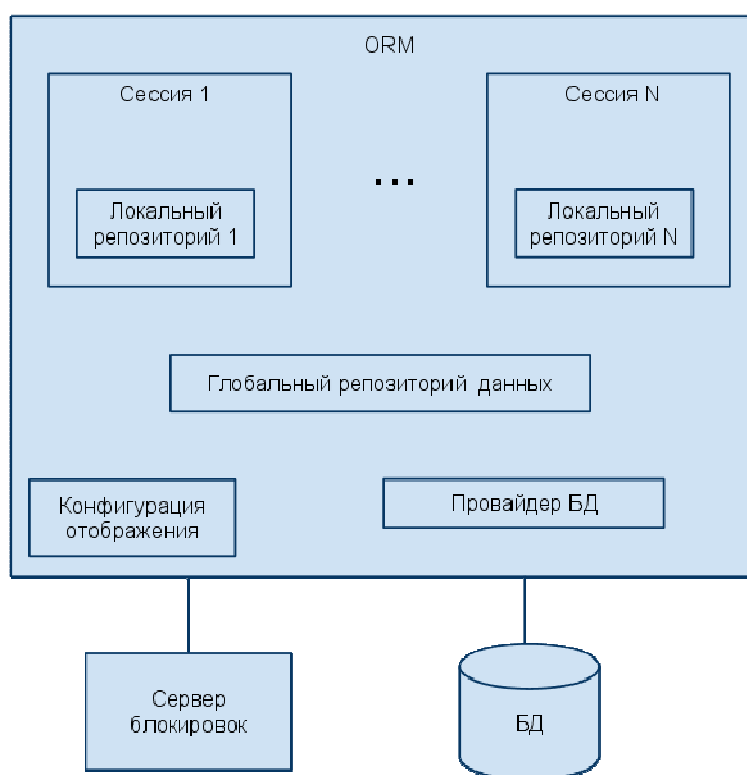 ORM
Сессия 1
Сессия N
...
Локальный
репозиторий 1
Локальный
репозиторий N
Глобальный репозиторий данных
Конфигурация
отображения
Провайдер БД
Сервер
блокировок
БД